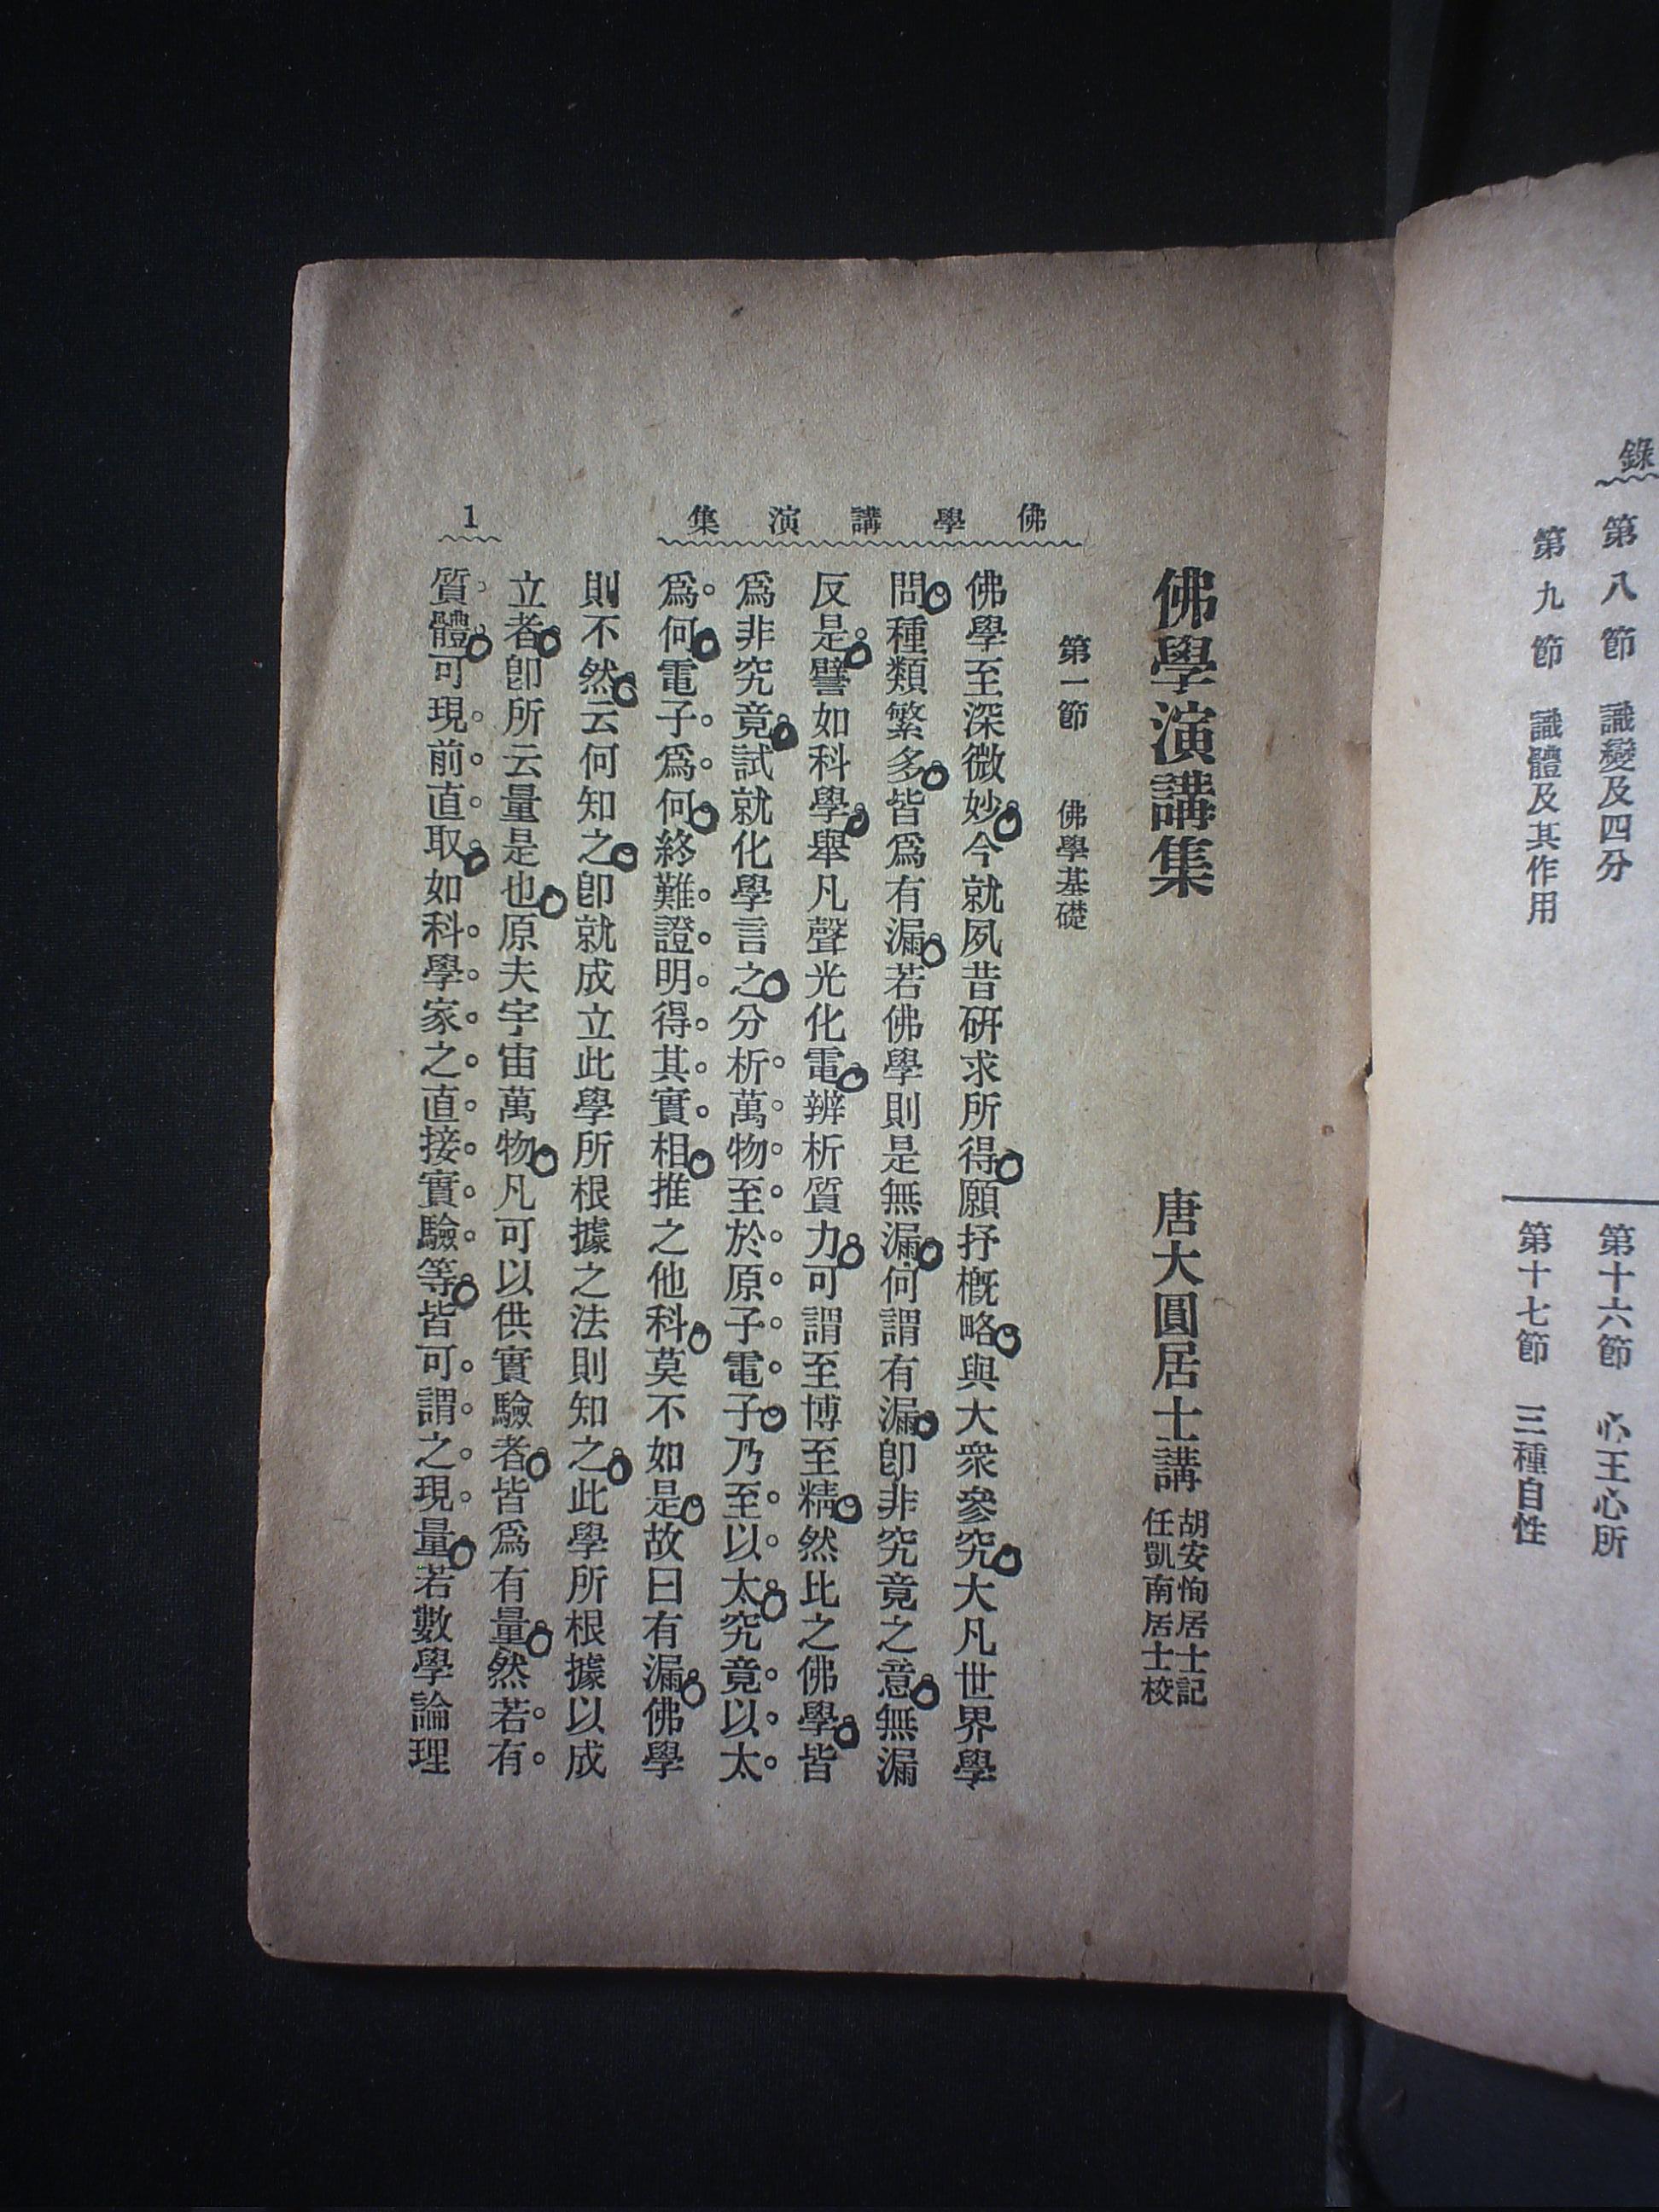 錄
第八節　識變及四分
第十六節　心王心所
第九節　識體及其作用
第十七節　三種自性
佛學演講集
1
佛學演講集
唐大圓居士講
胡安恂居士記
任凱南居士校
第一節　佛學基礎
佛學至深微妙今就夙昔硏求所得願抒槪略與大衆參究大凡世界學
問種類繁多皆爲有漏若佛學則是無漏何謂有漏卽非究竟之意無漏
反是譬如科學舉凡聲光化電辨析質力可謂至博至精然比之佛學皆
爲非究竟試就化學言之分析萬物至於原子電子乃至以太究竟以太
爲何電子爲何終難證明得其實相推之他科莫不如是故曰有漏佛學
則不然云何知之卽就成立此學所根據之法則知之此學所根據以成
立者卽所云量是也原夫宇宙萬物凡可以供實驗者皆爲有量然若有
質體可現前直取如科學家之直接實驗等皆可謂之現量若數學論理